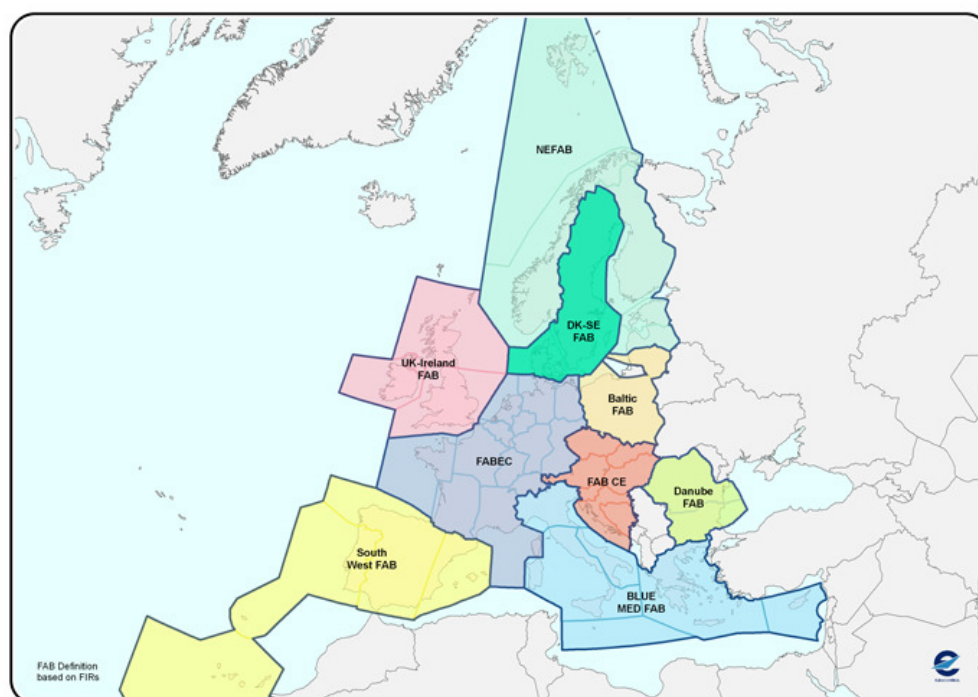 NEFAB
DK-SE
FAB
UK-Ireland
FAB
Baltic
FAB
FABEC
FAB CE
Danube
FAB
South
West FAB
BLUE
MED FAB
FAB Definition
based on FIRs